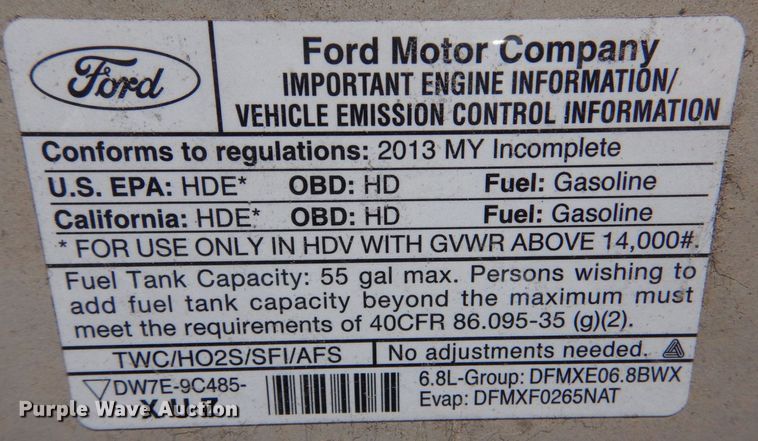 Ford
Ford Motor Company
IMPORTANT ENGINE INFORMATION/
VEHICLE EMISSION CONTROL INFORMATION
Conforms to regulations: 2013 MY Incomplete
U.S. EPA: HDE* OBD: HD Fuel: Gasoline
California: HDE* OBD: HD Fuel: Gasoline
* FOR USE ONLY IN HDV WITH GVWR ABOVE 14,000#.
Fuel Tank Capacity: 55 gal max. Persons wishing to
add fuel tank capacity beyond the maximum must
meet the requirements of 40CFR 86.095-35 (g)(2).
TWC/HO2S/SFI/AFS No adjustments needed.
DW7E-9C485- 6.8L-Group: DFMXE06.8BWX
Evap: DFMXF0265NAT
Purple Wave Auction